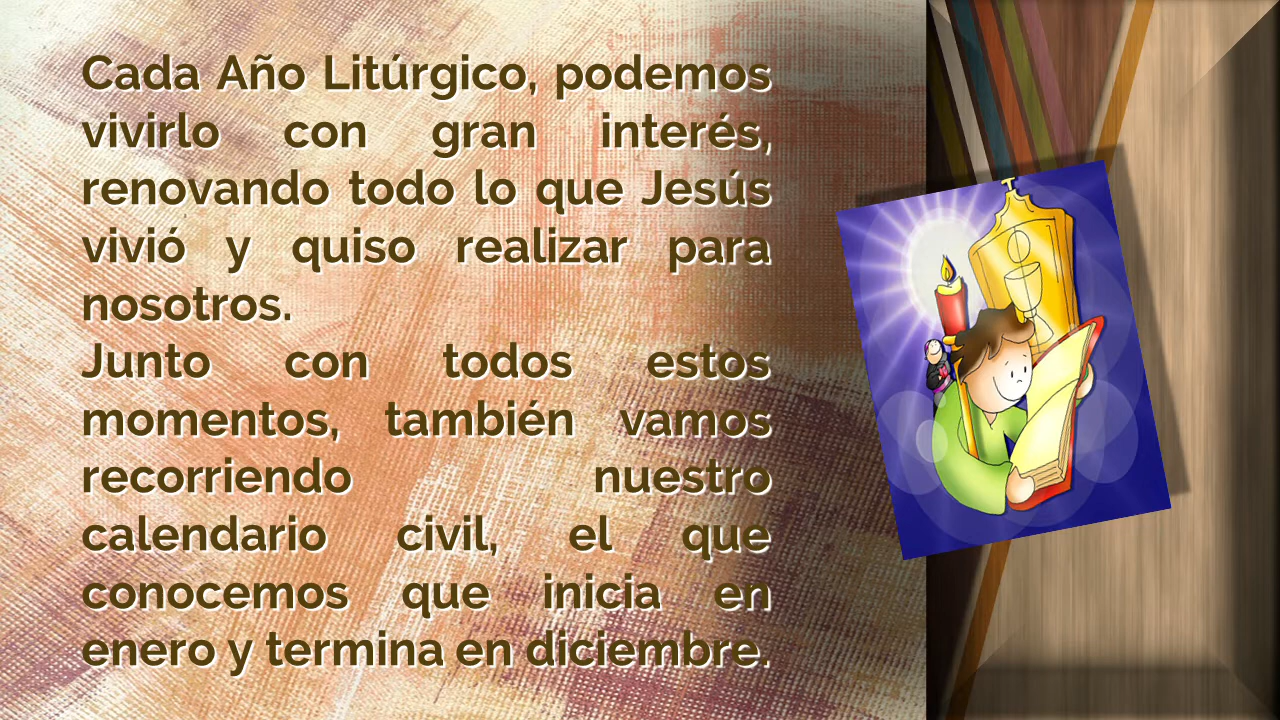 Cada Año Litúrgico, podemos
vivirlo con gran interés,
renovando todo lo que Jesús
vivió y quiso realizar para
nosotros.
Junto con todos estos
momentos, también vamos
recorriendo nuestro
calendario civil, el que
conocemos que inicia en
enero y termina en diciembre.